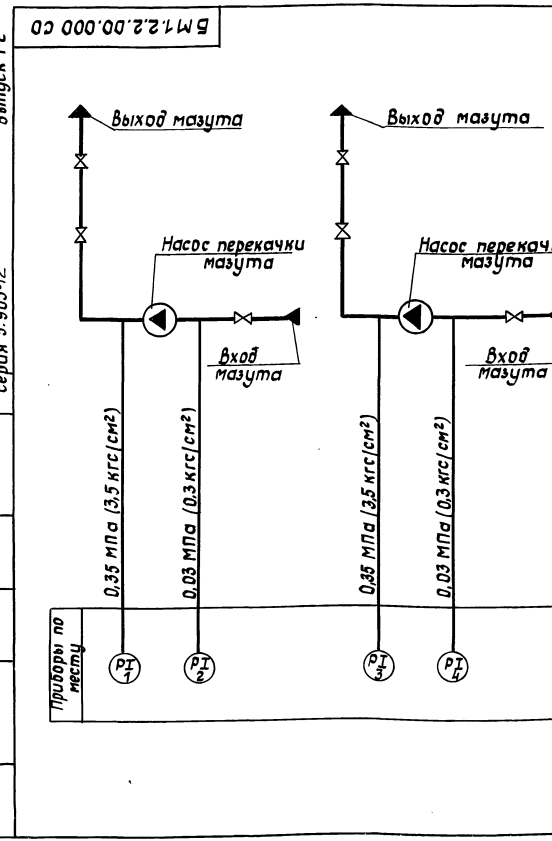 БМ1.2.2.00.000 СО
Выход мазута
Выход мазута
Насос перекачки
мазута
Насос перекач
мазута
Вход
мазута
Вход
мазута
0,35 МПа (3,5 кгс/см²)
0,03 МПа (0,3 кгс/см²)
0,35 МПа (3,5 кгс/см²)
0,03 МПа (0,3 кгс/см²)
Приборы по
месту
PI
1
PI
2
PI
3
PI
4